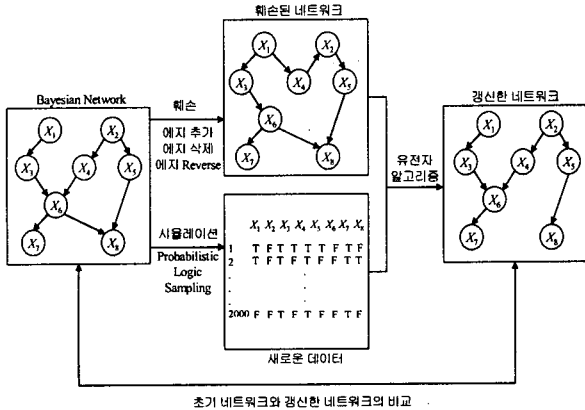 훼손된 네트워크
X1
X2
X3
X4
X5
X6
X7
X8
Bayesian Network
X1
X2
X3
X4
X5
X6
X7
X8
훼손
에지 추가
에지 삭제
에지 Reverse
시뮬레이션
Probabilistic
Logic
Sampling
X1 X2 X3 X4 X5 X6 X7 X8
1 T F T T T T F T F
2 T F T F T F F T T
2000 F F T F T F F T F
새로운 데이터
유전자
알고리즘
갱신한 네트워크
X1
X2
X3
X4
X5
X6
X7
X8
초기 네트워크와 갱신한 네트워크의 비교